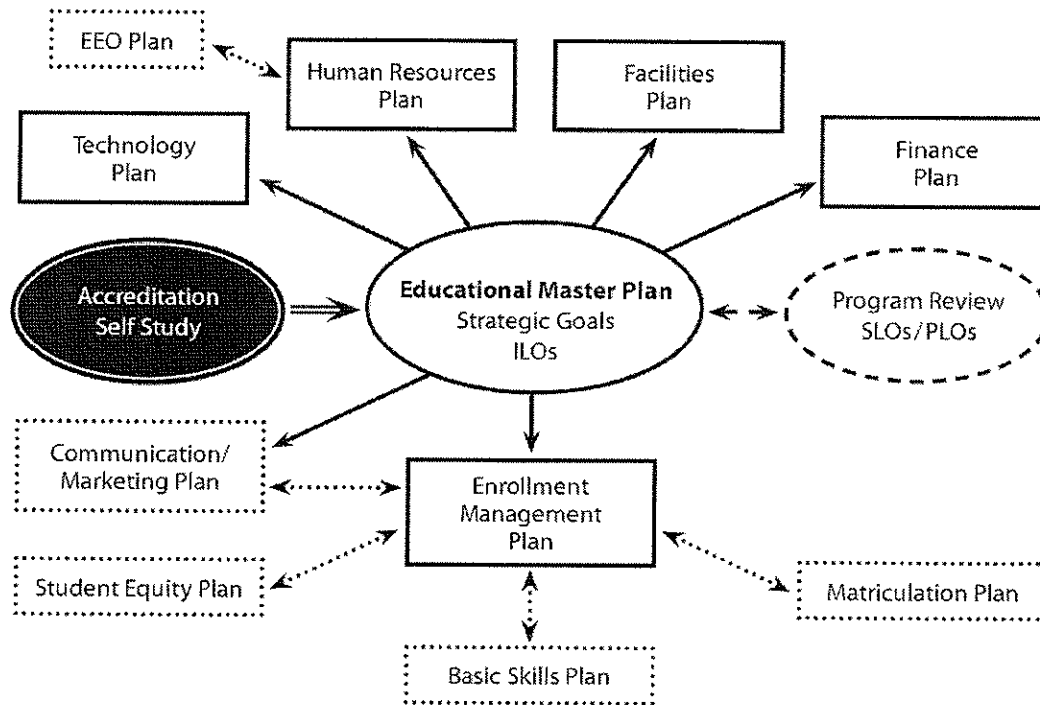 EEO Plan
Human Resources
Plan
Facilities
Plan
Technology
Plan
Finance
Plan
Accreditation
Self Study
Educational Master Plan
Strategic Goals
ILOs
Program Review
SLOs/PLOs
Communication/
Marketing Plan
Enrollment
Management
Plan
Student Equity Plan
Matriculation Plan
Basic Skills Plan